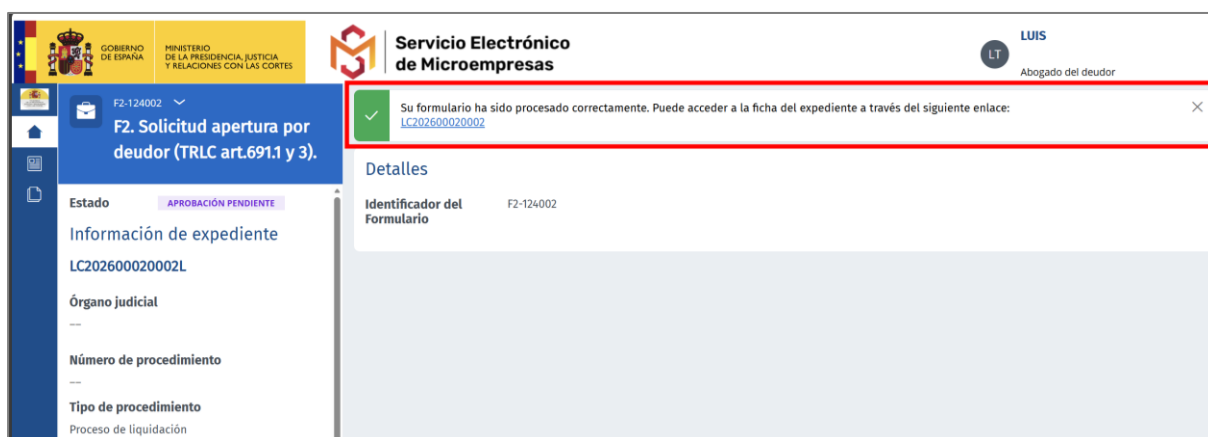 GOBIERNO
DE ESPAÑA
MINISTERIO
DE LA PRESIDENCIA, JUSTICIA
Y RELACIONES CON LAS CORTES
Servicio Electrónico
de Microempresas
LT
LUIS
Abogado del deudor
F2-124002
F2. Solicitud apertura por
deudor (TRLC art.691.1 y 3).
Su formulario ha sido procesado correctamente. Puede acceder a la ficha del expediente a través del siguiente enlace:
LC202600020002
Detalles
Identificador del
Formulario
F2-124002
Estado
APROBACIÓN PENDIENTE
Información de expediente
LC202600020002L
Órgano judicial
--
Número de procedimiento
--
Tipo de procedimiento
Proceso de liquidación